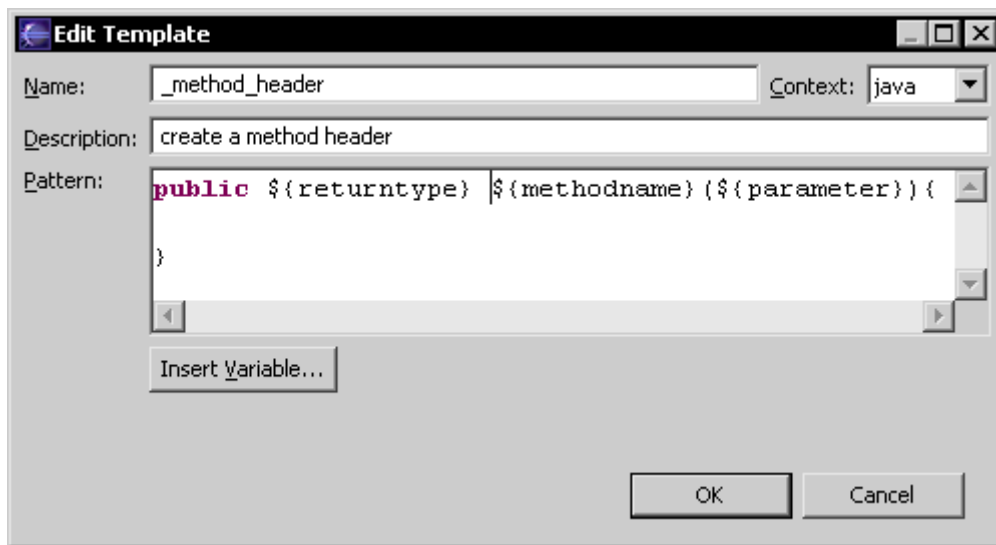 Edit Template
Name: _method_header Context: java
Description: create a method header
Pattern: public ${returntype} ${methodname}(${parameter}){
}
Insert Variable...
OK Cancel